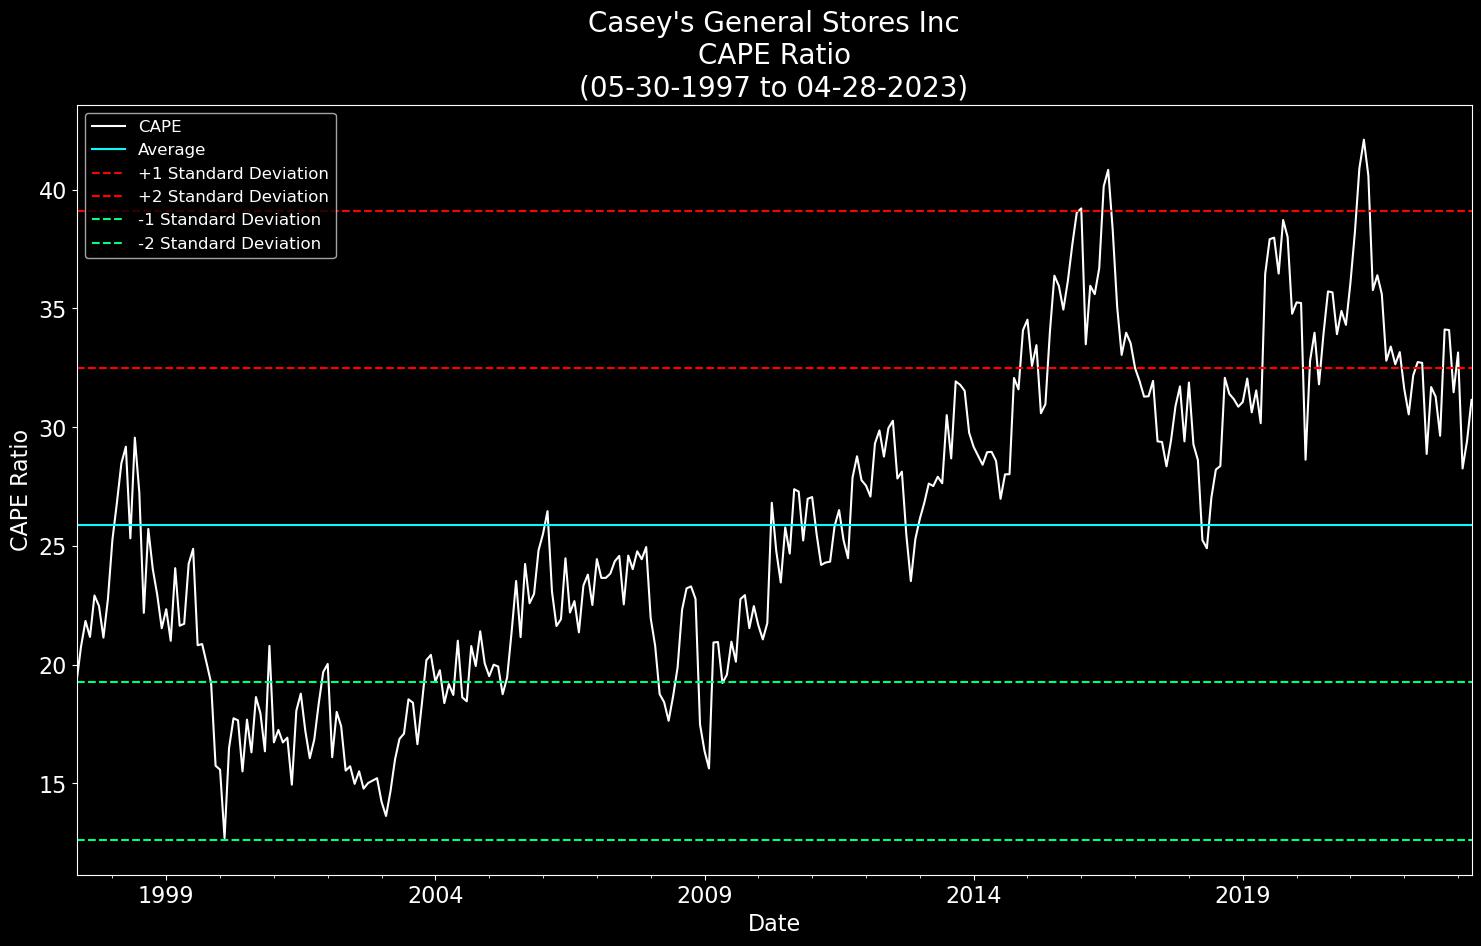 Casey's General Stores Inc
CAPE Ratio
(05-30-1997 to 04-28-2023)
CAPE
Average
+1 Standard Deviation
+2 Standard Deviation
-1 Standard Deviation
-2 Standard Deviation
CAPE Ratio
40
35
30
25
20
15
1999
2004
2009
2014
2019
Date